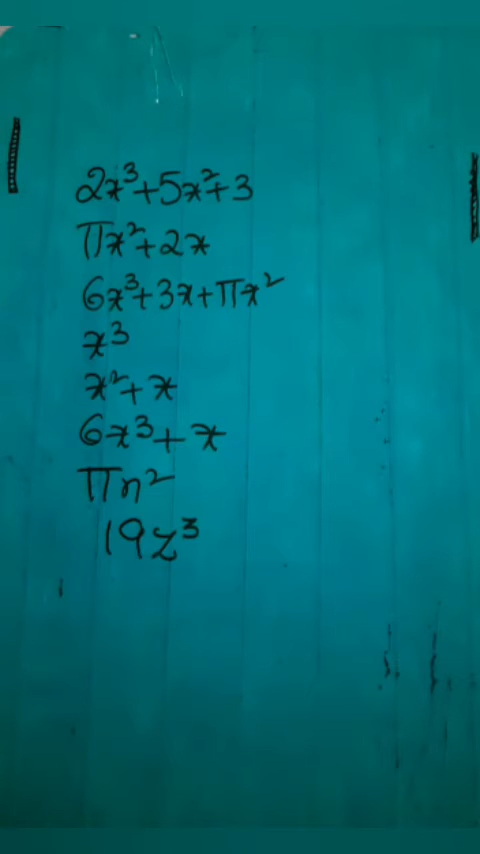 2x³+5x²+3
πx²+2x
6x³+3x+πx²
x³
x²+x
6x³+x
πn²
19z³